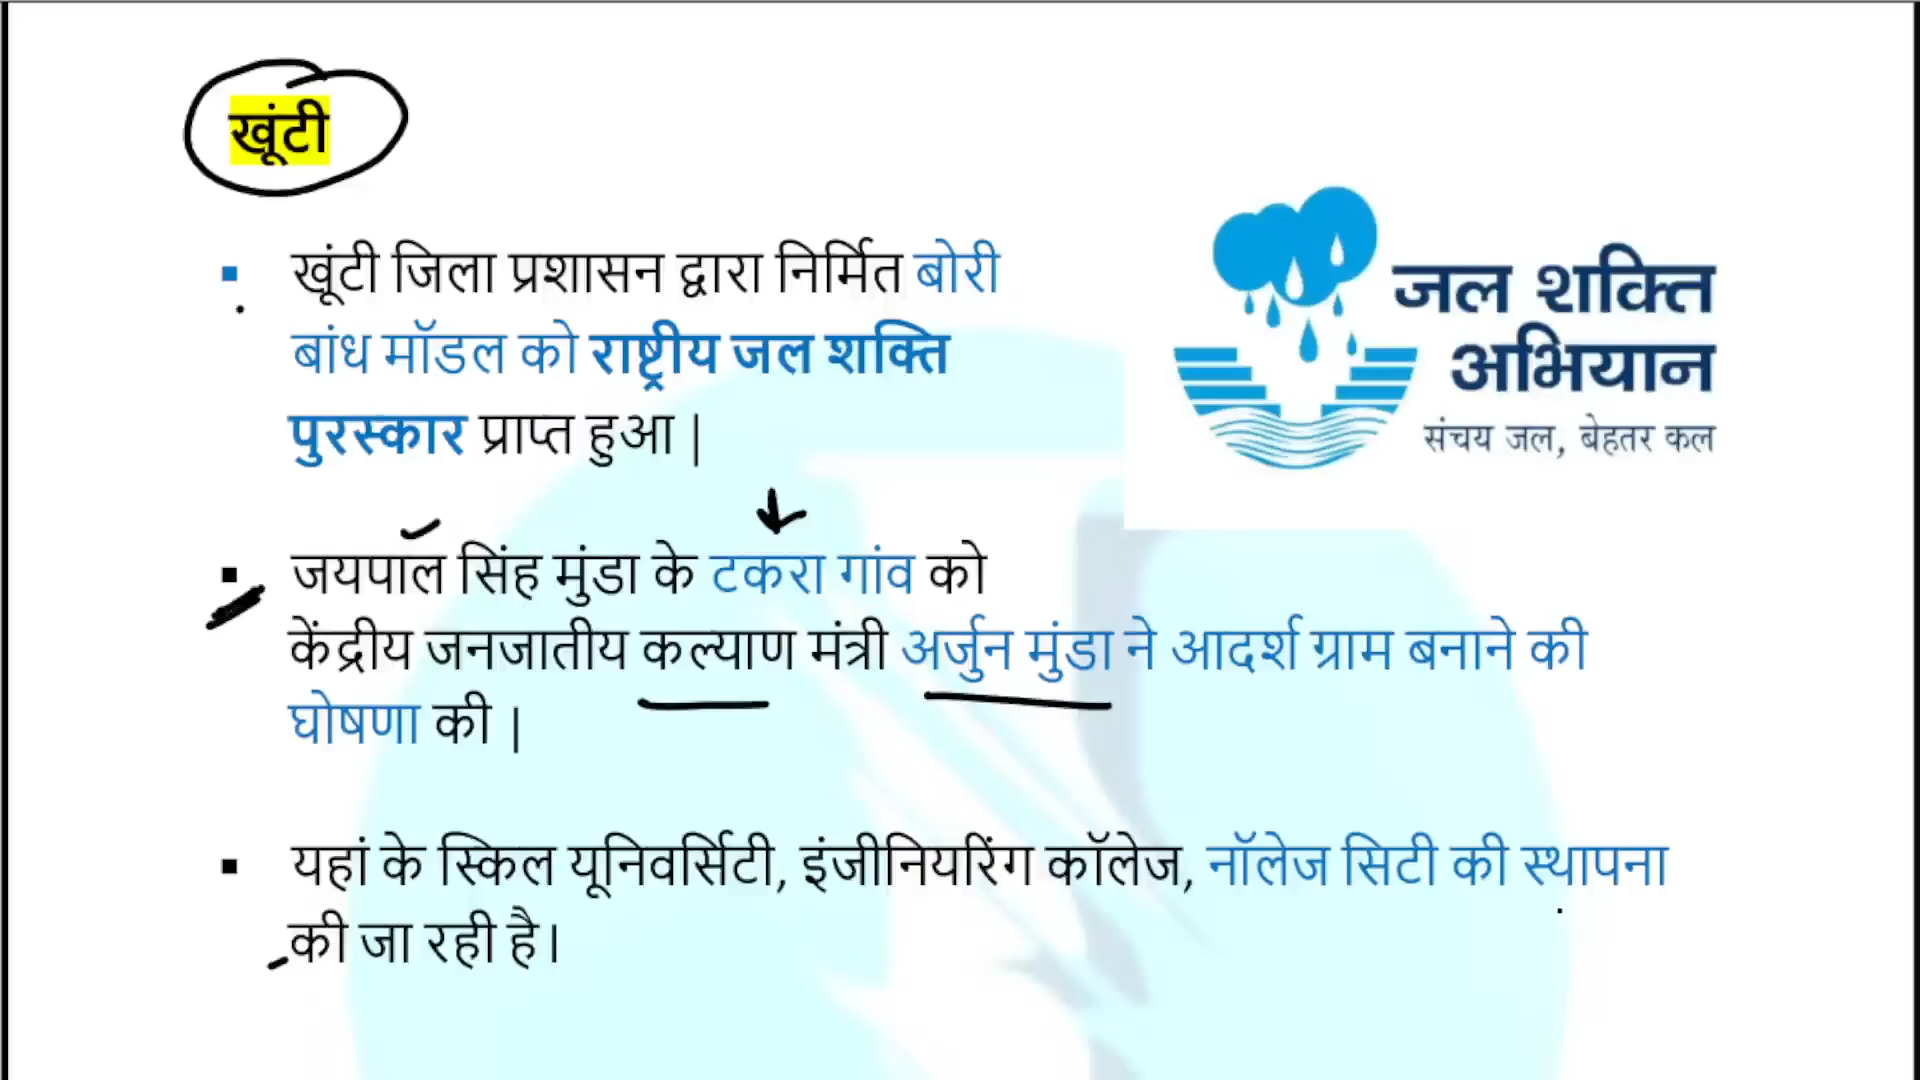 खूंटी
खूंटी जिला प्रशासन द्वारा निर्मित बोरी
बांध मॉडल को राष्ट्रीय जल शक्ति
पुरस्कार प्राप्त हुआ |
जल शक्ति
अभियान
संचय जल, बेहतर कल
जयपाल सिंह मुंडा के टकरा गांव को
केंद्रीय जनजातीय कल्याण मंत्री अर्जुन मुंडा ने आदर्श ग्राम बनाने की
घोषणा की |
यहां के स्किल यूनिवर्सिटी, इंजीनियरिंग कॉलेज, नॉलेज सिटी की स्थापना
की जा रही है।